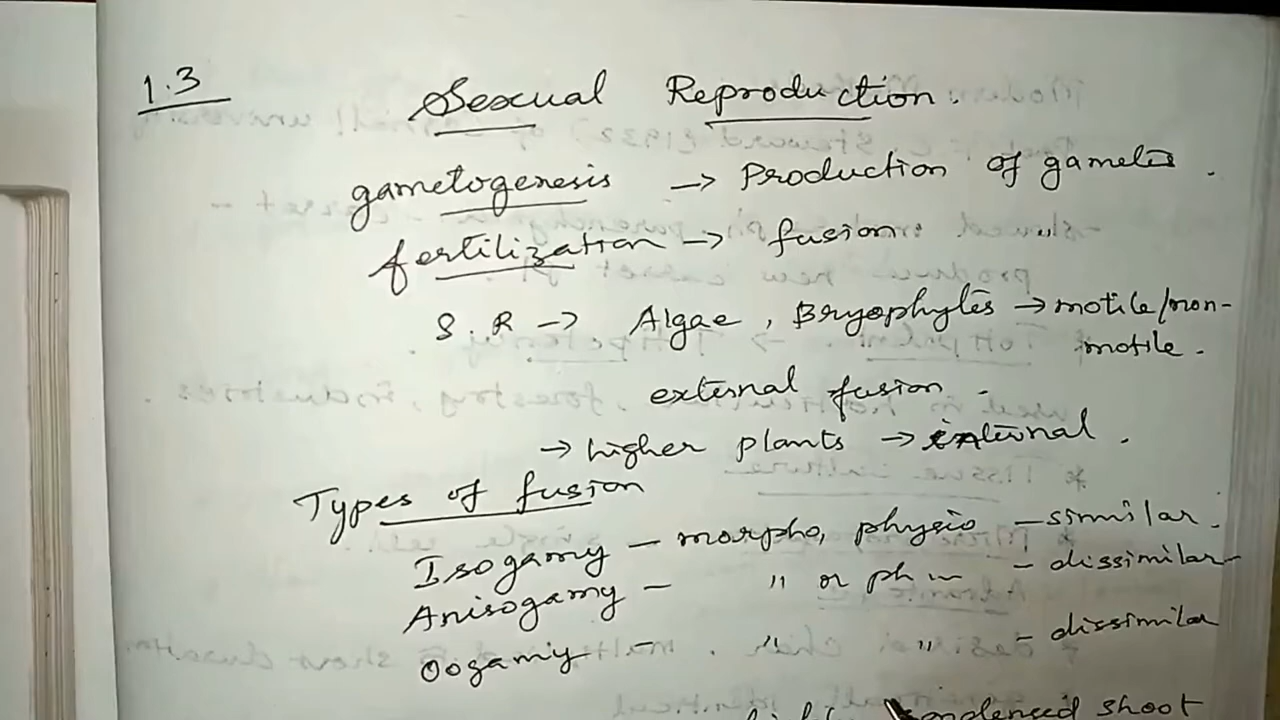 1.3 Sexual Reproduction.
gametogenesis → Production of gametes.
fertilization → fusion
S.R → Algae, Bryophytes → motile/non-
motile.
external fusion.
→ higher plants → internal.
Types of fusion
Isogamy – morpho, physio – similar.
Anisogamy – " or ph – dissimilar
Oogamy – " " – dissimilar
condensed shoot